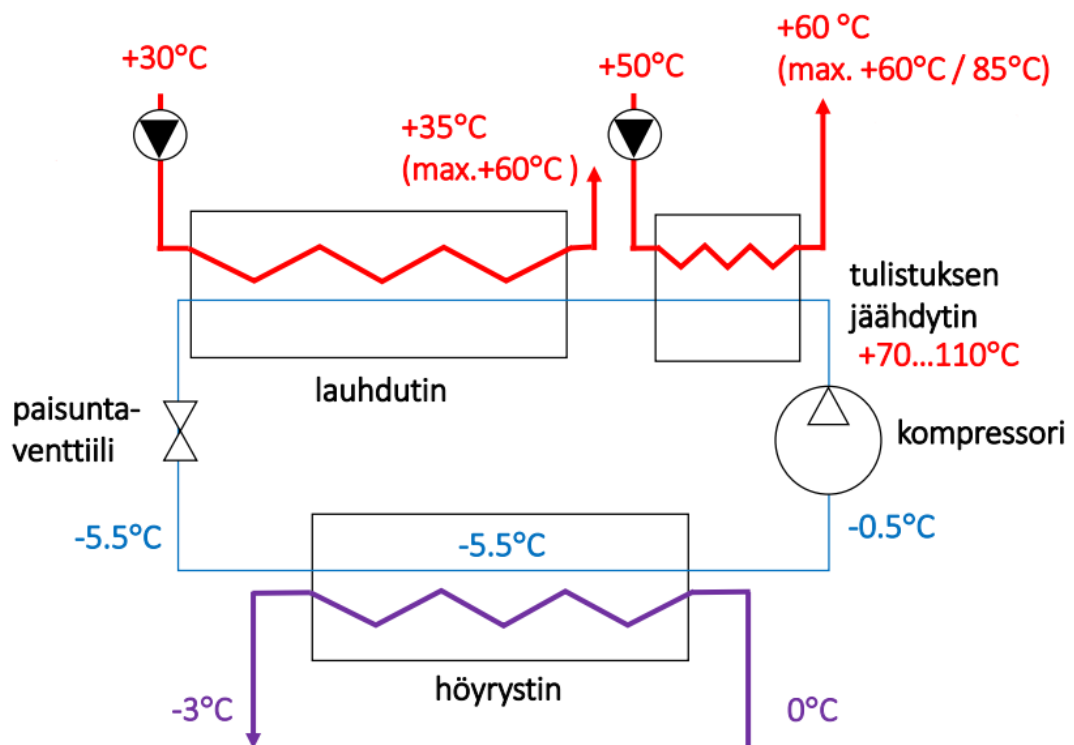 +30°C
+50°C
+60 °C
(max. +60°C / 85°C)
+35°C
(max.+60°C )
tulistuksen
jäähdytin
+70...110°C
lauhdutin
paisunta-
venttiili
kompressori
-5.5°C
-5.5°C
-0.5°C
höyrystin
-3°C
0°C